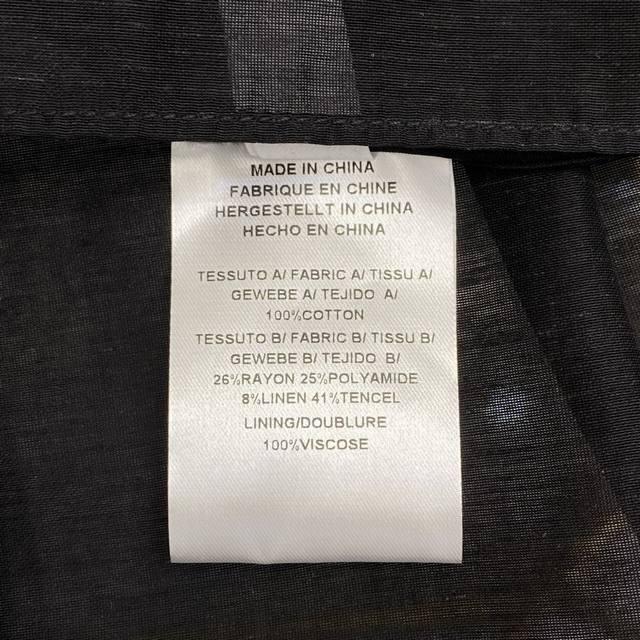 MADE IN CHINA
FABRIQUE EN CHINE
HERGESTELLT IN CHINA
HECHO EN CHINA
TESSUTO A/ FABRIC A/ TISSU A/
GEWEBE A/ TEJIDO A/
100%COTTON
TESSUTO B/ FABRIC B/ TISSU B/
GEWEBE B/ TEJIDO B/
26%RAYON 25%POLYAMIDE
8%LINEN 41%TENCEL
LINING/DOUBLURE
100%VISCOSE